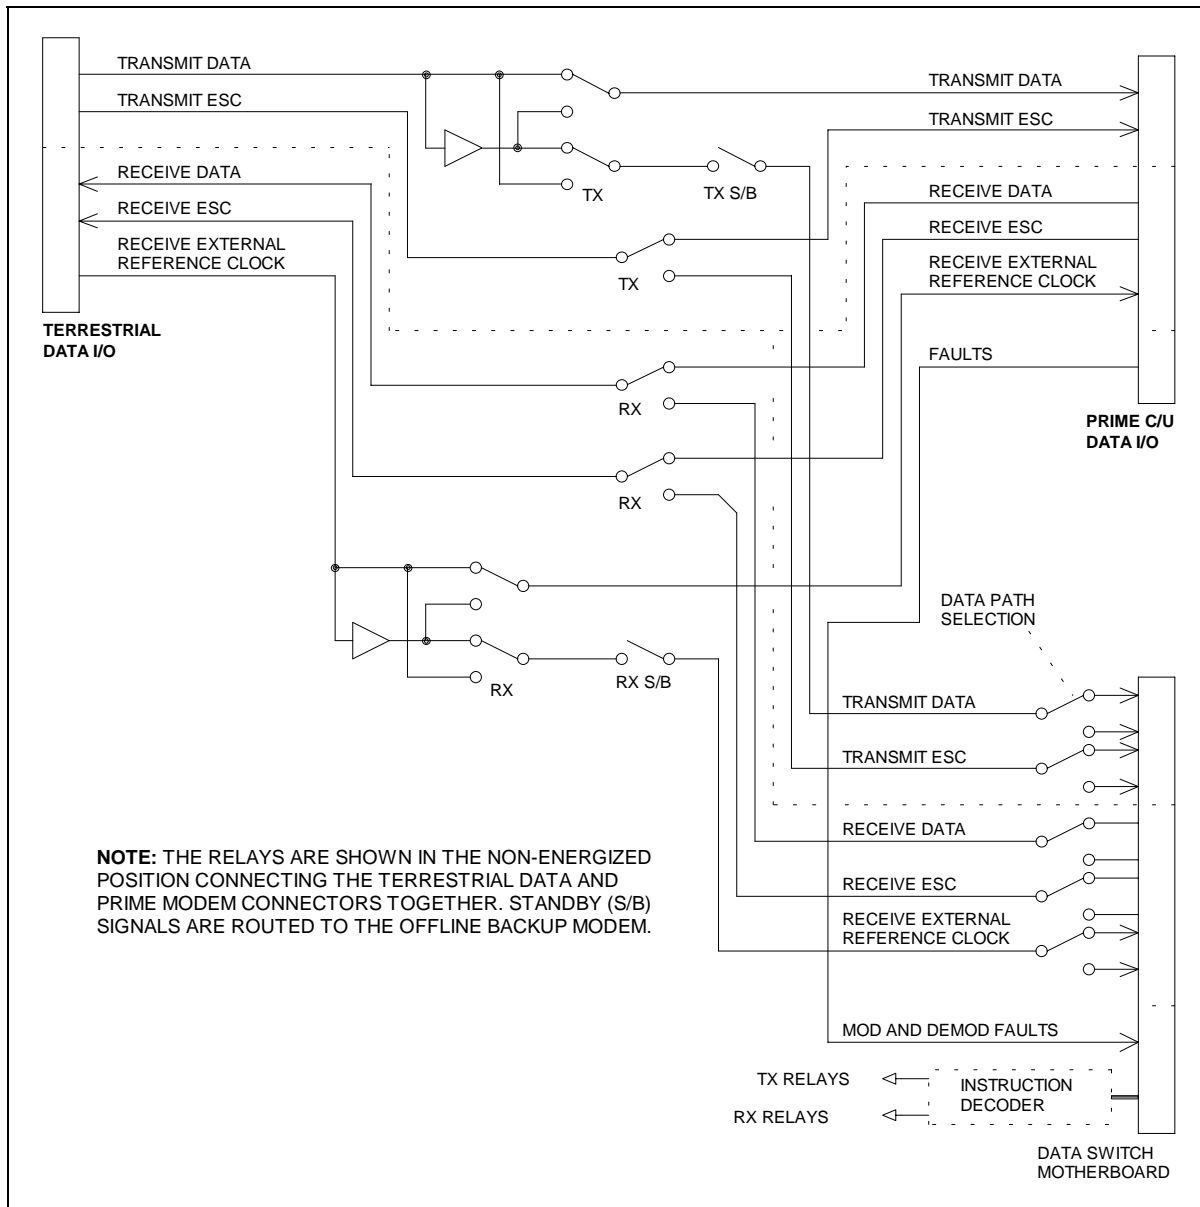 TRANSMIT DATA
TRANSMIT ESC
RECEIVE DATA
RECEIVE ESC
RECEIVE EXTERNAL
REFERENCE CLOCK
TERRESTRIAL
DATA I/O
TX
TX S/B
TX
RX
RX
RX
RX S/B
TRANSMIT DATA
TRANSMIT ESC
RECEIVE DATA
RECEIVE ESC
RECEIVE EXTERNAL
REFERENCE CLOCK
FAULTS
PRIME C/U
DATA I/O
DATA PATH
SELECTION
TRANSMIT DATA
TRANSMIT ESC
RECEIVE DATA
RECEIVE ESC
RECEIVE EXTERNAL
REFERENCE CLOCK
MOD AND DEMOD FAULTS
NOTE: THE RELAYS ARE SHOWN IN THE NON-ENERGIZED
POSITION CONNECTING THE TERRESTRIAL DATA AND
PRIME MODEM CONNECTORS TOGETHER. STANDBY (S/B)
SIGNALS ARE ROUTED TO THE OFFLINE BACKUP MODEM.
TX RELAYS
RX RELAYS
INSTRUCTION
DECODER
DATA SWITCH
MOTHERBOARD